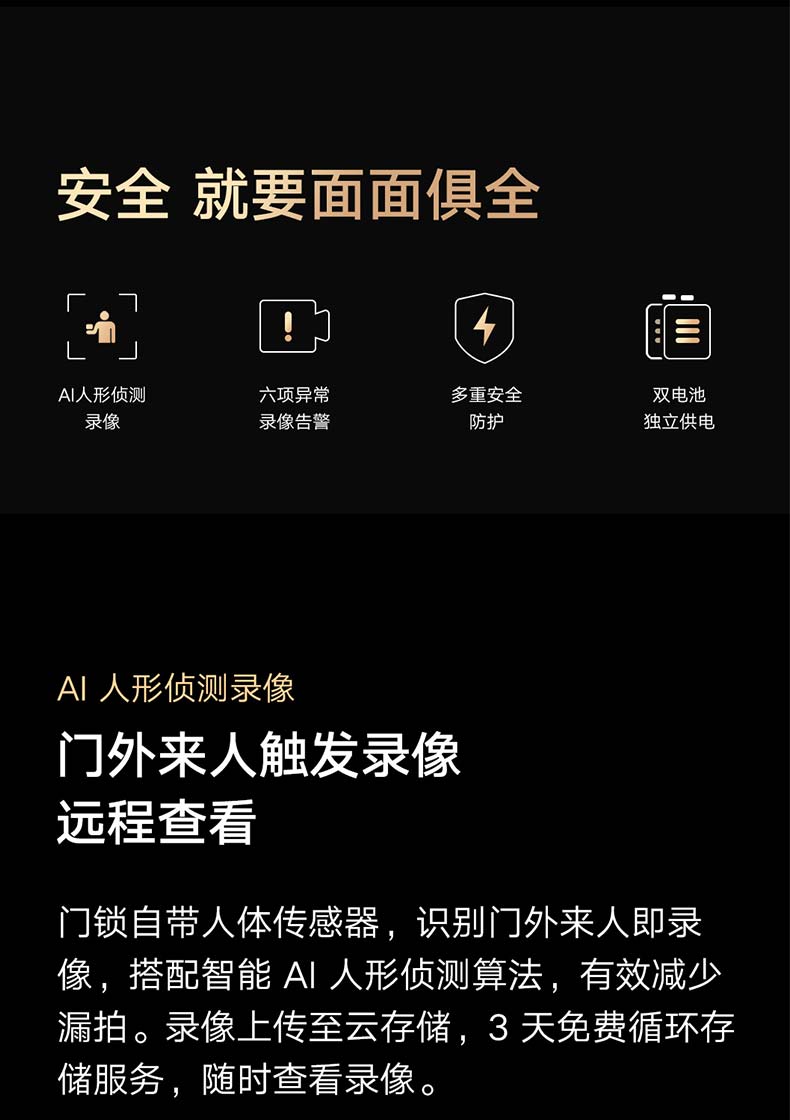 安全 就要面面俱全
AI人形侦测
录像
六项异常
录像告警
多重安全
防护
双电池
独立供电
AI 人形侦测录像
门外来人触发录像
远程查看
门锁自带人体传感器，识别门外来人即录
像，搭配智能 AI 人形侦测算法，有效减少
漏拍。录像上传至云存储，3 天免费循环存
储服务，随时查看录像。